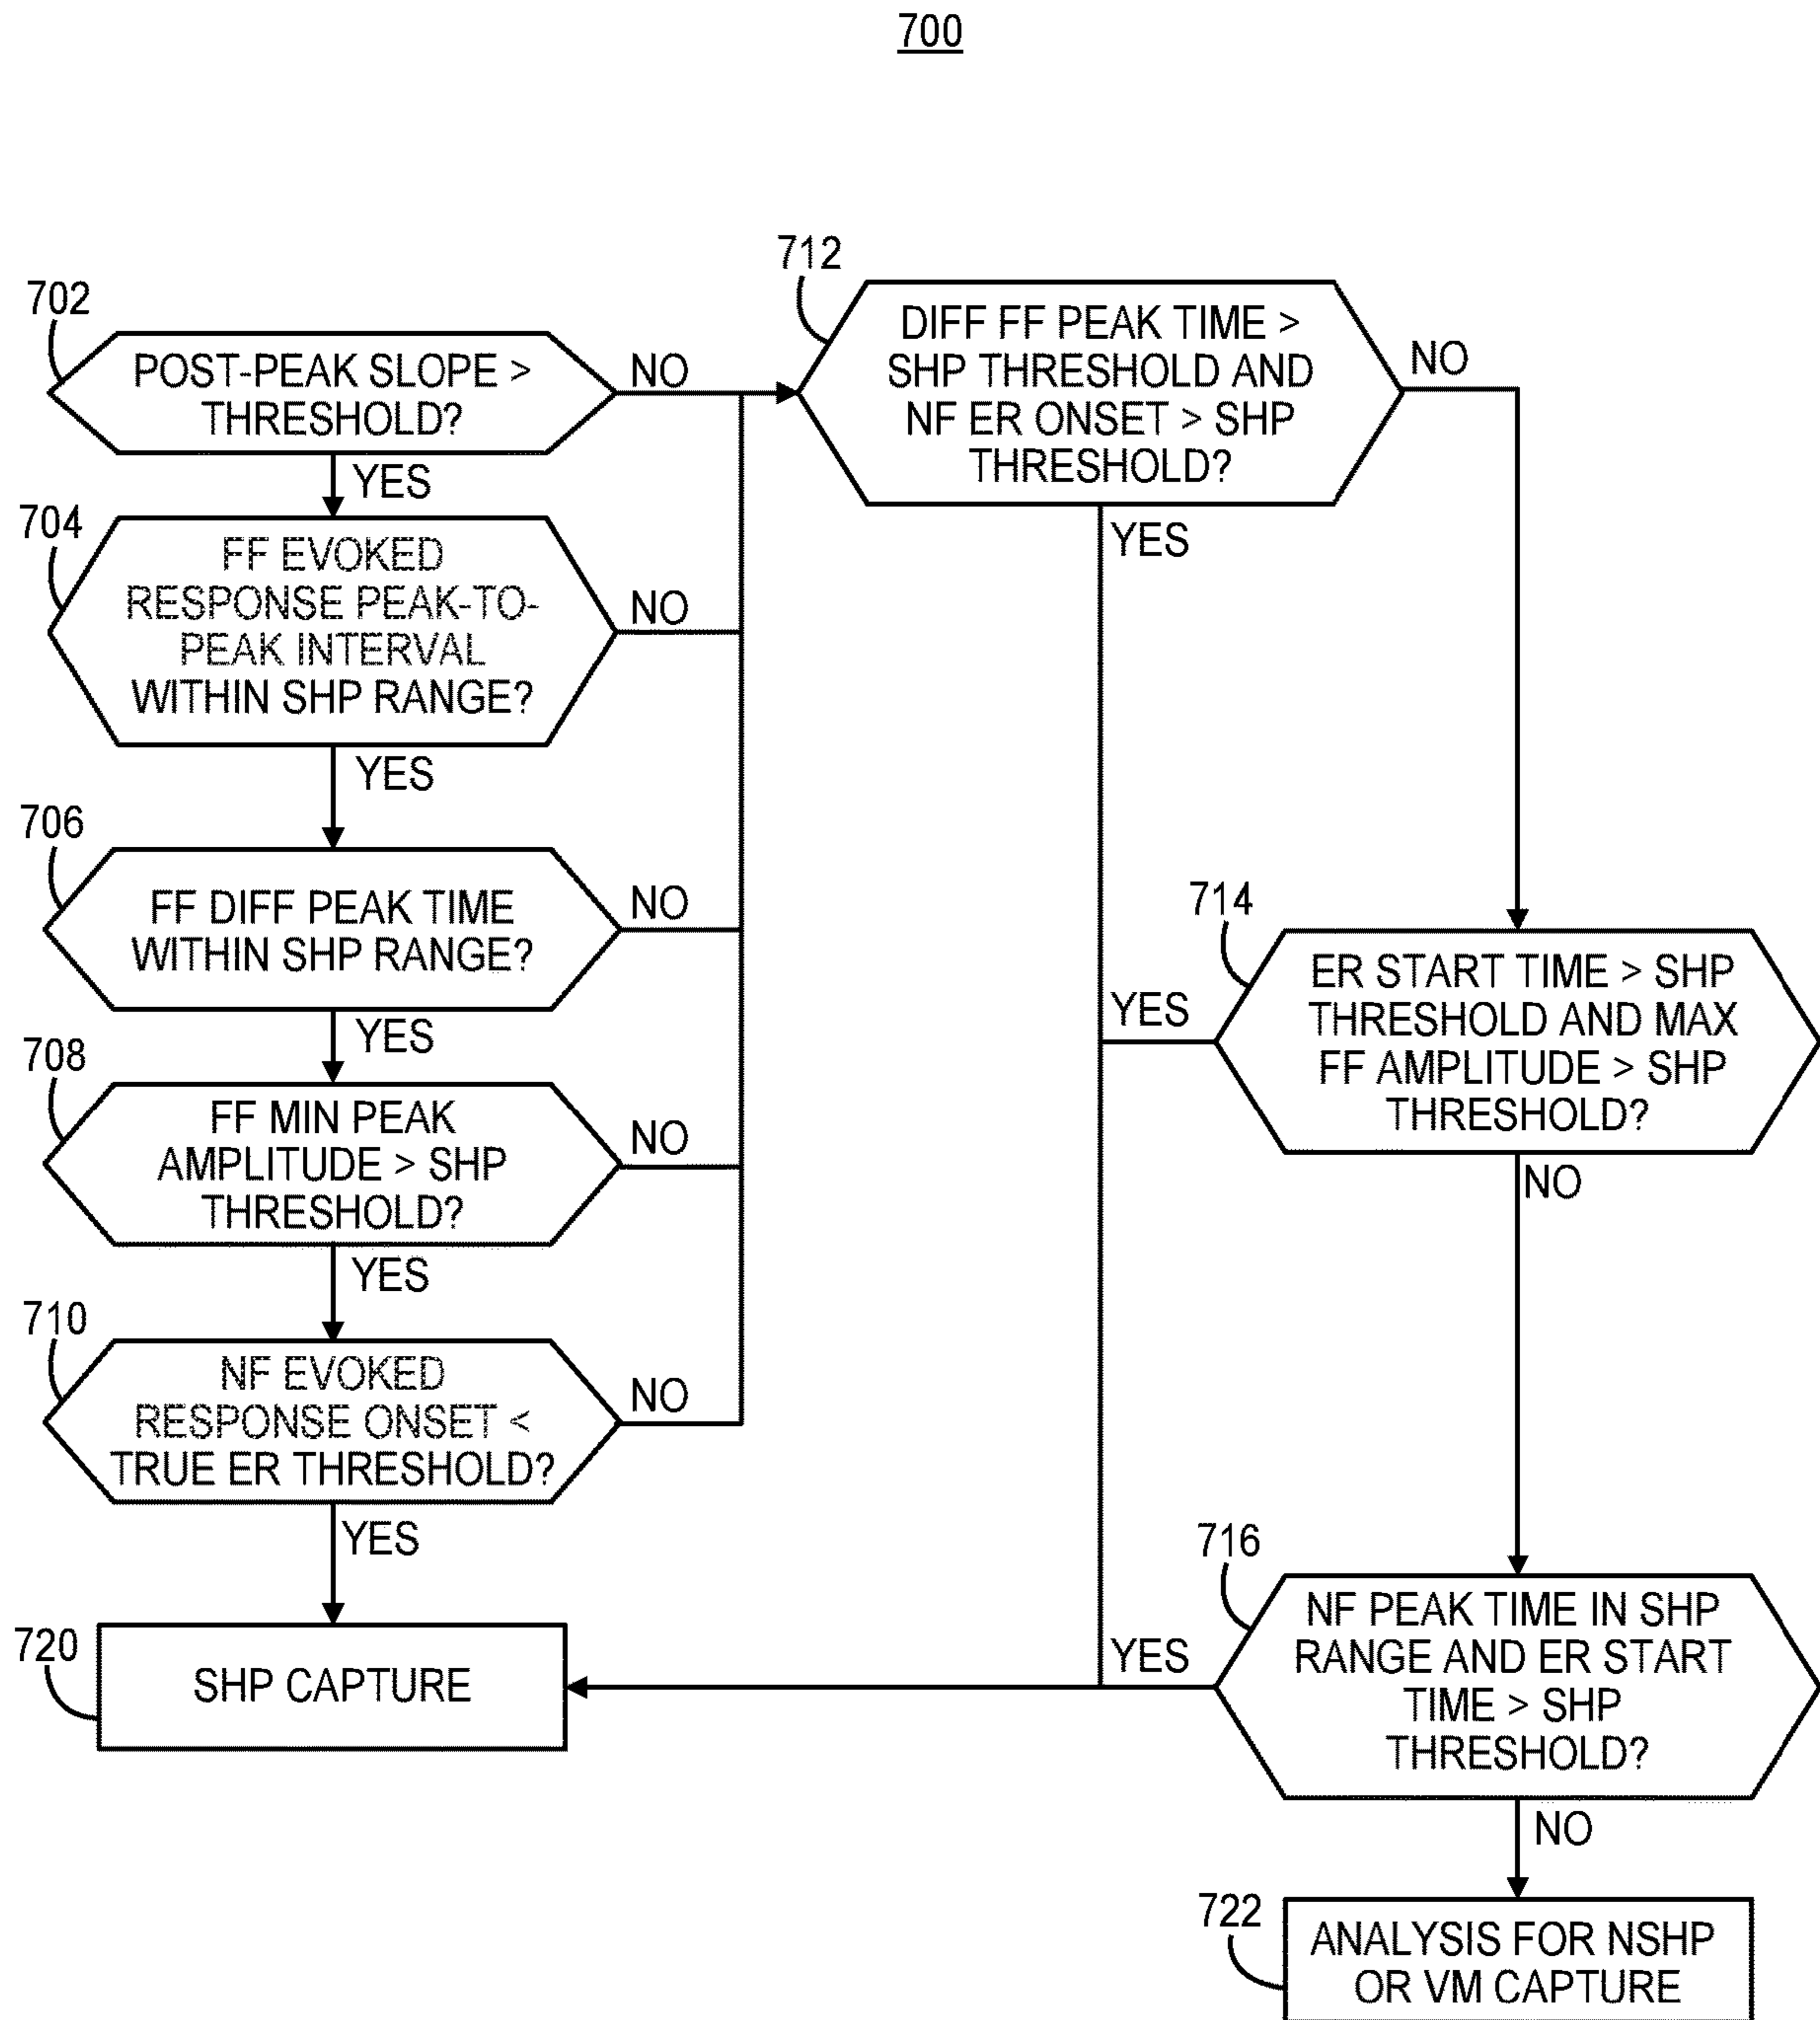 700
702
POST-PEAK SLOPE >
THRESHOLD?
NO
YES
704
FF EVOKED
RESPONSE PEAK-TO-
PEAK INTERVAL
WITHIN SHP RANGE?
NO
YES
706
FF DIFF PEAK TIME
WITHIN SHP RANGE?
NO
YES
708
FF MIN PEAK
AMPLITUDE > SHP
THRESHOLD?
NO
YES
710
NF EVOKED
RESPONSE ONSET <
TRUE ER THRESHOLD?
NO
YES
720
SHP CAPTURE
712
DIFF FF PEAK TIME >
SHP THRESHOLD AND
NF ER ONSET > SHP
THRESHOLD?
NO
YES
714
ER START TIME > SHP
THRESHOLD AND MAX
FF AMPLITUDE > SHP
THRESHOLD?
YES
NO
716
NF PEAK TIME IN SHP
RANGE AND ER START
TIME > SHP
THRESHOLD?
YES
NO
722
ANALYSIS FOR NSHP
OR VM CAPTURE